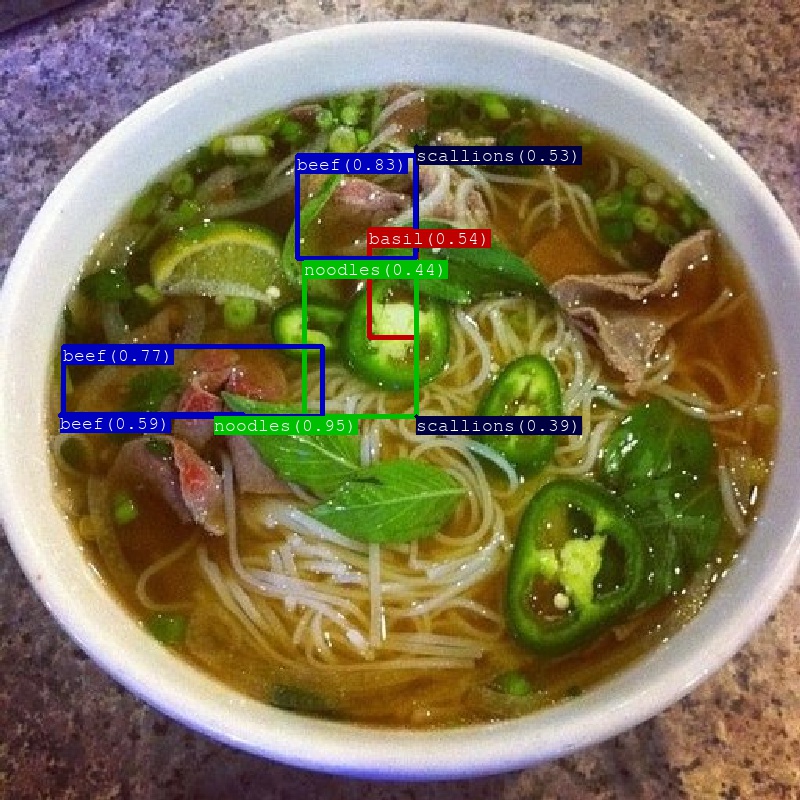 scallions(0.53)
beef(0.83)
basil(0.54)
noodles(0.44)
beef(0.77)
beef(0.59)
noodles(0.95)
scallions(0.39)